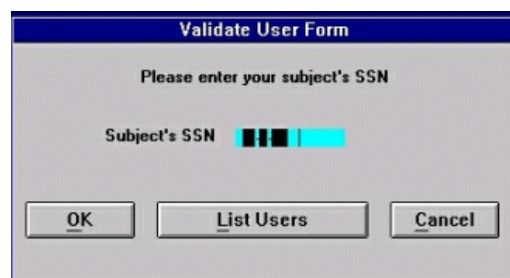 Validate User Form
Please enter your subject's SSN
Subject's SSN
OK List Users Cancel